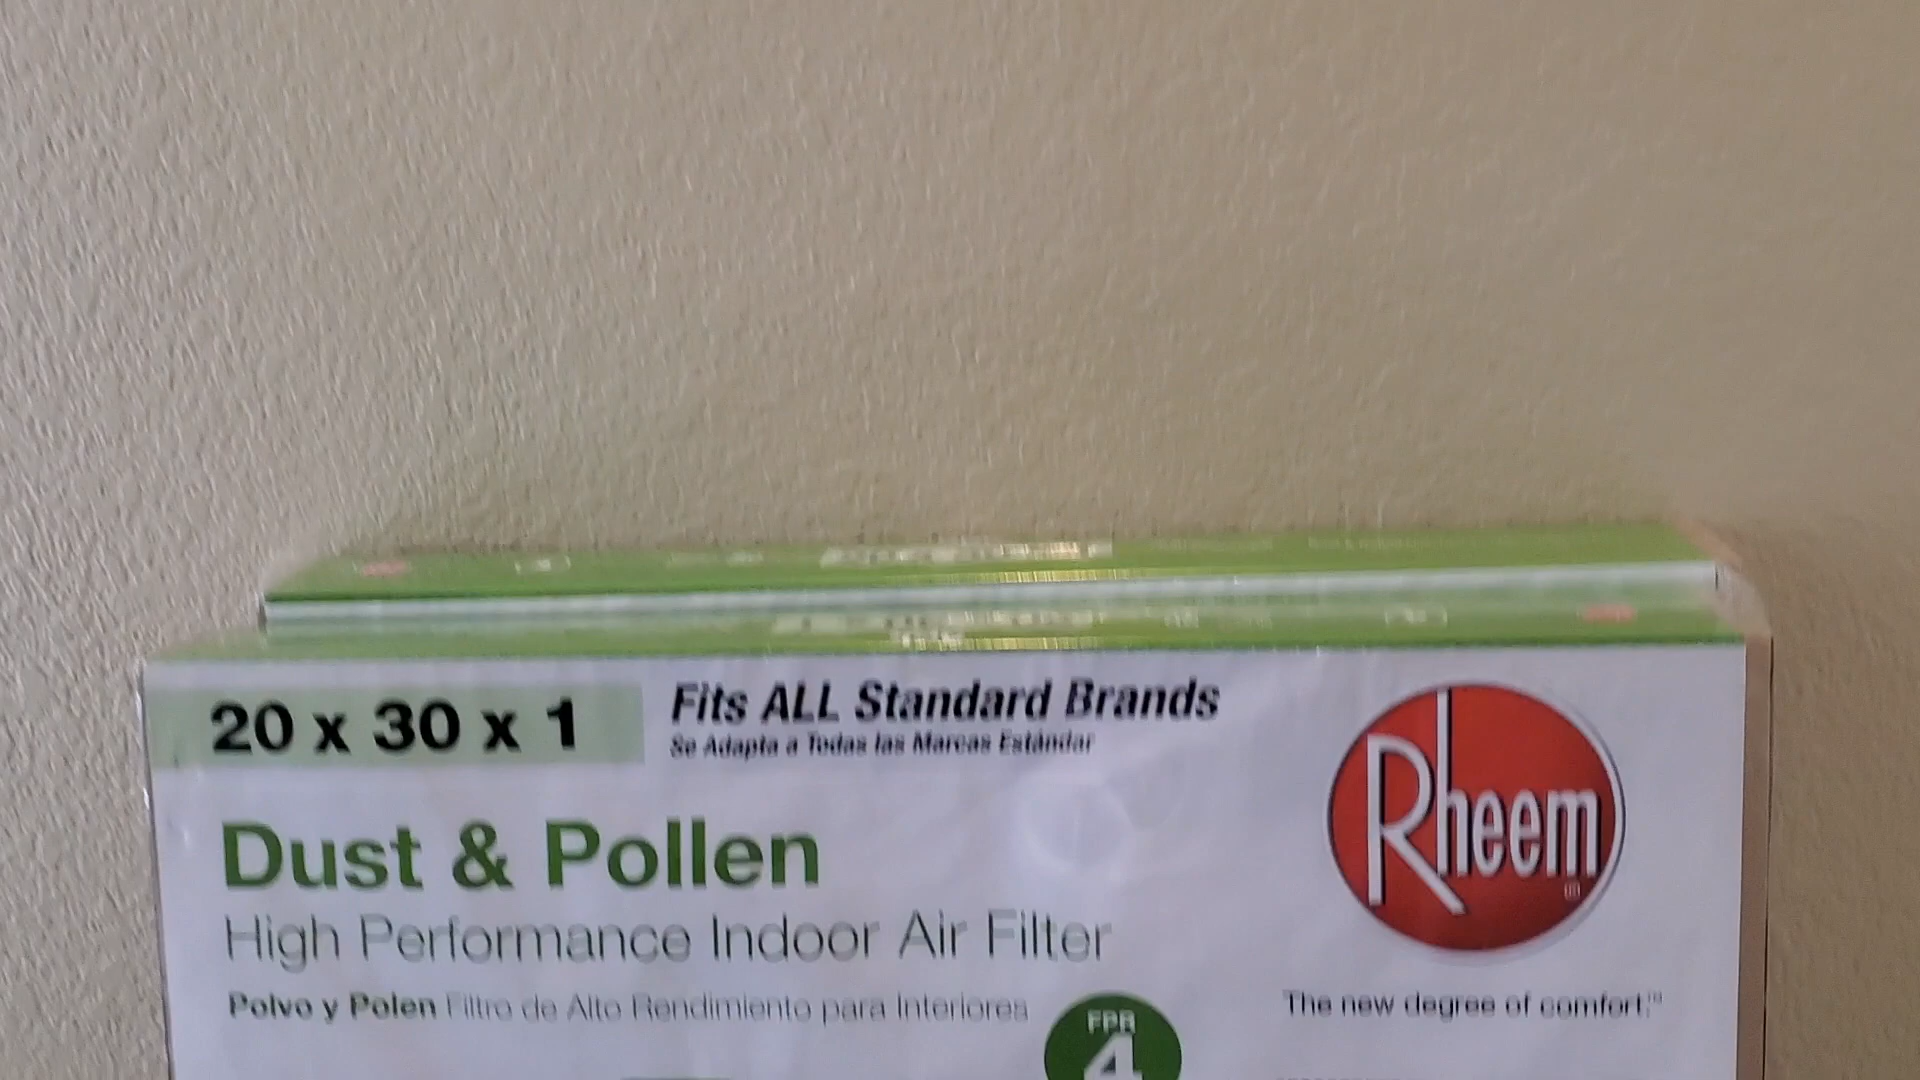 20 x 30 x 1
Fits ALL Standard Brands
Se Adapta a Todas las Marcas Estándar
Rheem
Dust & Pollen
High Performance Indoor Air Filter
Polvo y Polen Filtro de Alto Rendimiento para Interiores
The new degree of comfort.™
FPR
4